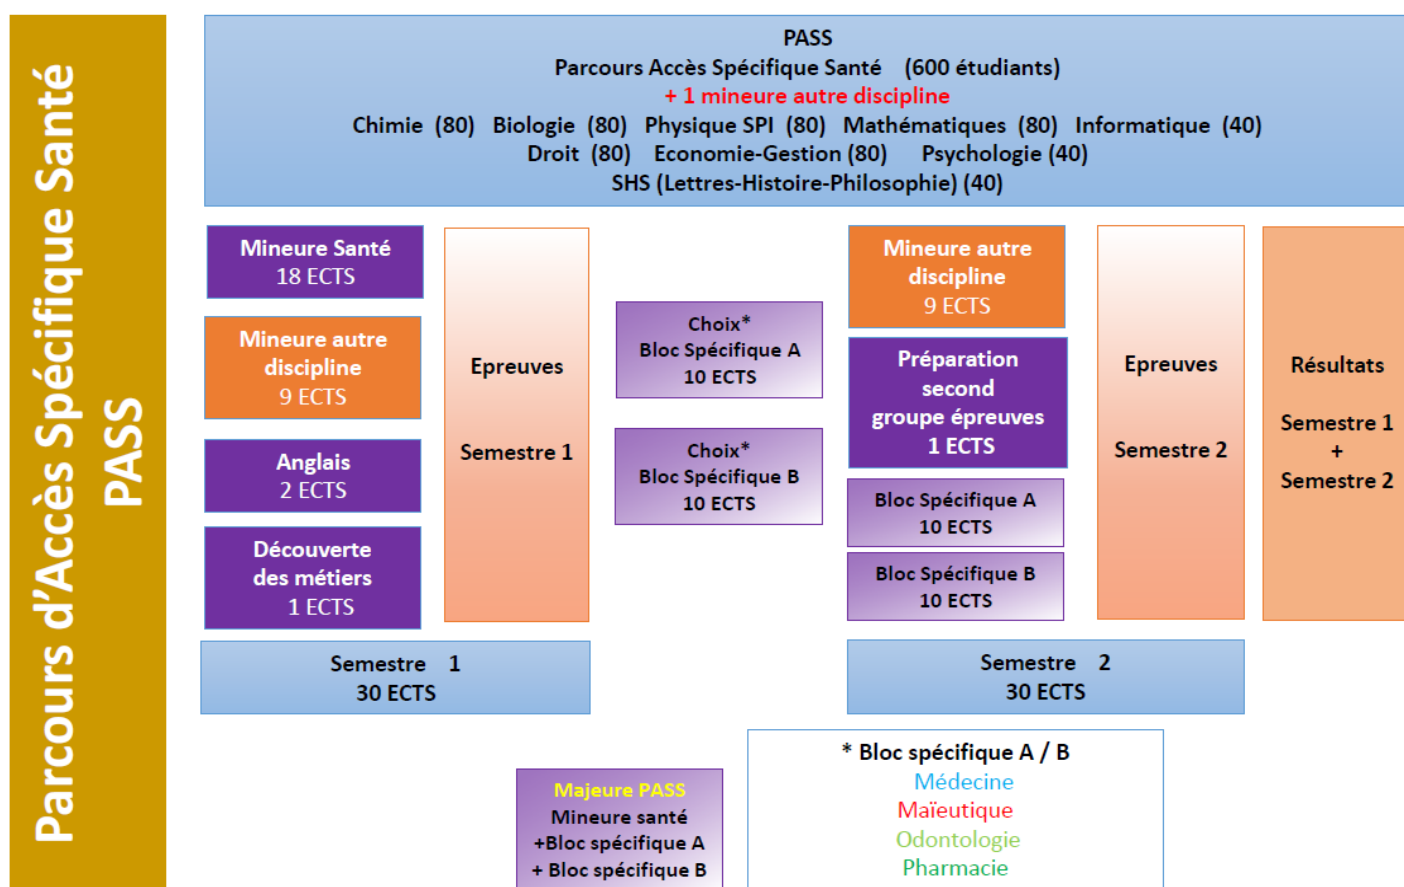 Parcours d'Accès Spécifique Santé
PASS
PASS
Parcours Accès Spécifique Santé (600 étudiants)
+ 1 mineure autre discipline
Chimie (80) Biologie (80) Physique SPI (80) Mathématiques (80) Informatique (40)
Droit (80) Economie-Gestion (80) Psychologie (40)
SHS (Lettres-Histoire-Philosophie) (40)
Mineure Santé
18 ECTS
Mineure autre
discipline
9 ECTS
Anglais
2 ECTS
Découverte
des métiers
1 ECTS
Epreuves
Semestre 1
Semestre 1
30 ECTS
Choix*
Bloc Spécifique A
10 ECTS
Choix*
Bloc Spécifique B
10 ECTS
Mineure autre
discipline
9 ECTS
Préparation
second
groupe épreuves
1 ECTS
Bloc Spécifique A
10 ECTS
Bloc Spécifique B
10 ECTS
Epreuves
Semestre 2
Semestre 2
30 ECTS
Résultats
Semestre 1
+
Semestre 2
Majeure PASS
Mineure santé
+Bloc spécifique A
+ Bloc spécifique B
* Bloc spécifique A / B
Médecine
Maïeutique
Odontologie
Pharmacie